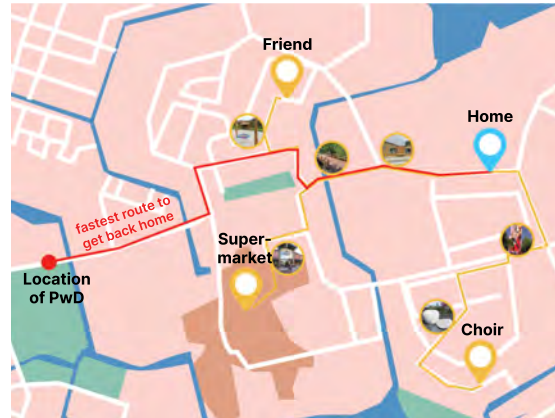 Friend
Home
fastest route to
get back home
Super-
market
Location
of PwD
Choir